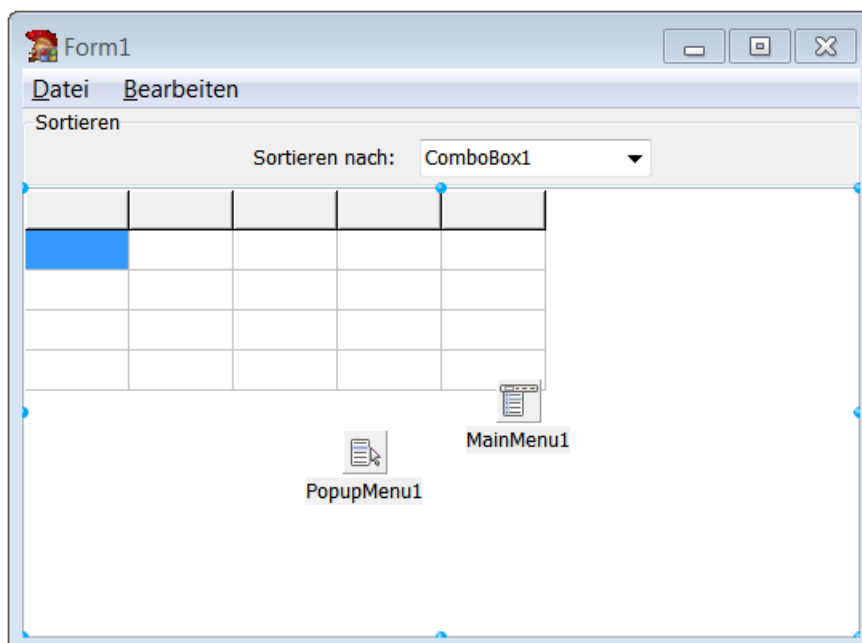 Form1
Datei Bearbeiten
Sortieren
Sortieren nach: ComboBox1
MainMenu1
PopupMenu1